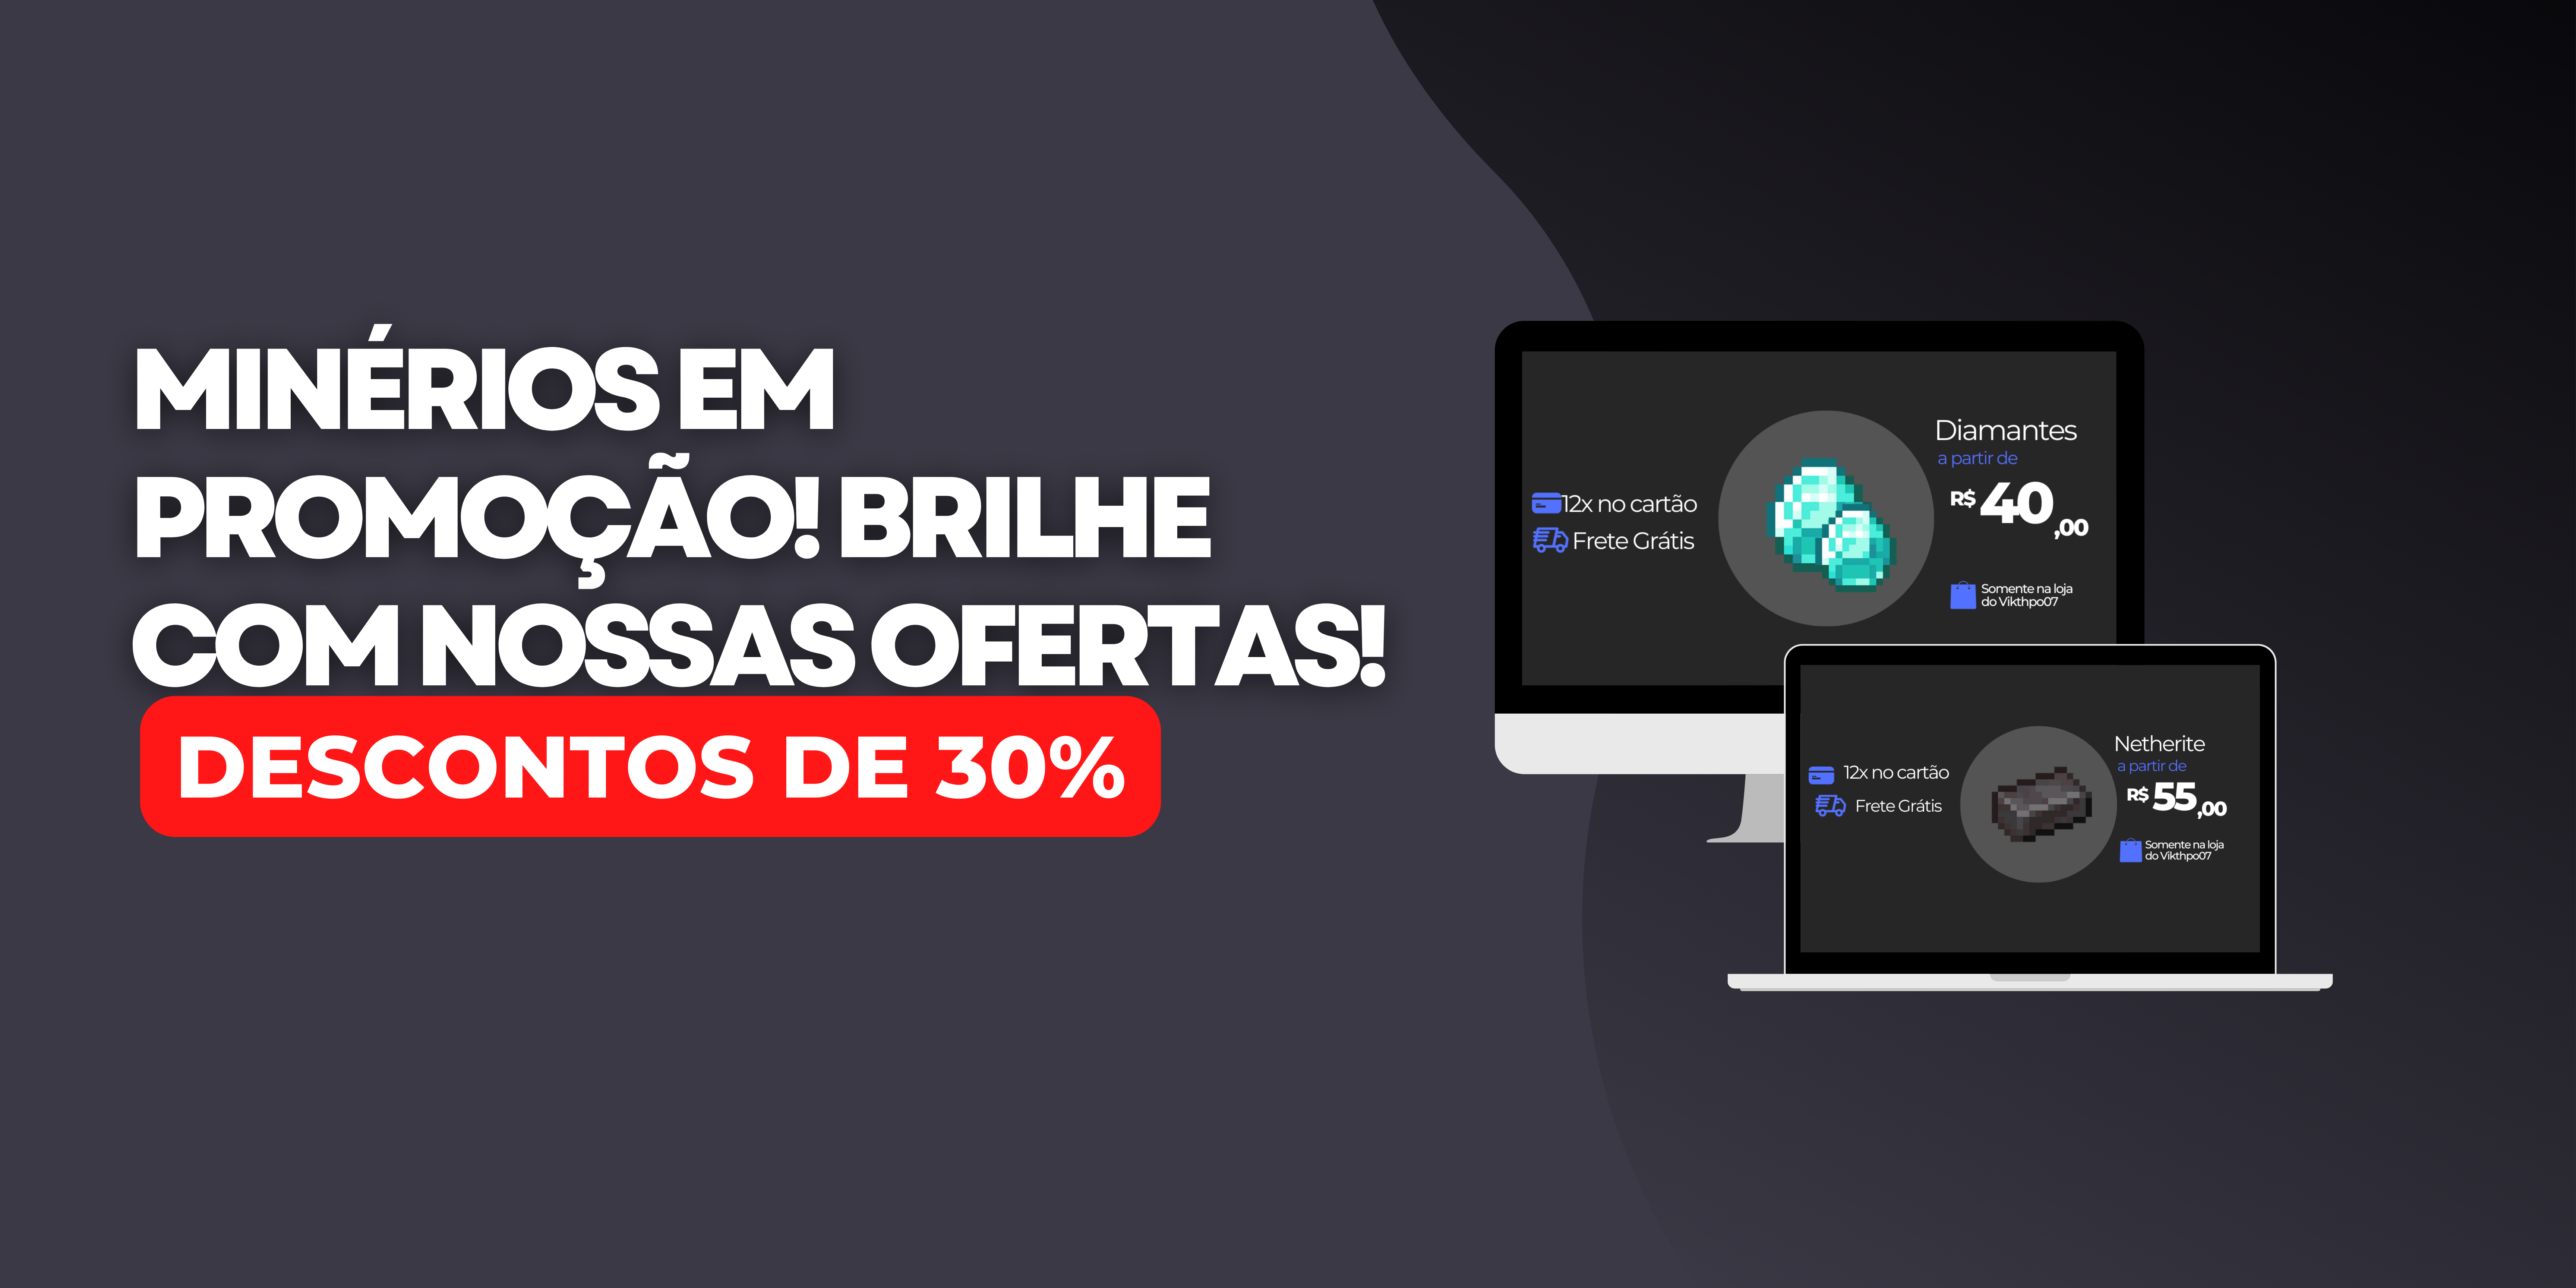 MINÉRIOS EM
PROMOÇÃO! BRILHE
COM NOSSAS OFERTAS!
DESCONTOS DE 30%
12x no cartão
Frete Grátis
Diamantes
a partir de
R$ 40,00
Somente na loja
do Vikthpo07
12x no cartão
Frete Grátis
Netherite
a partir de
R$ 55,00
Somente na loja
do Vikthpo07